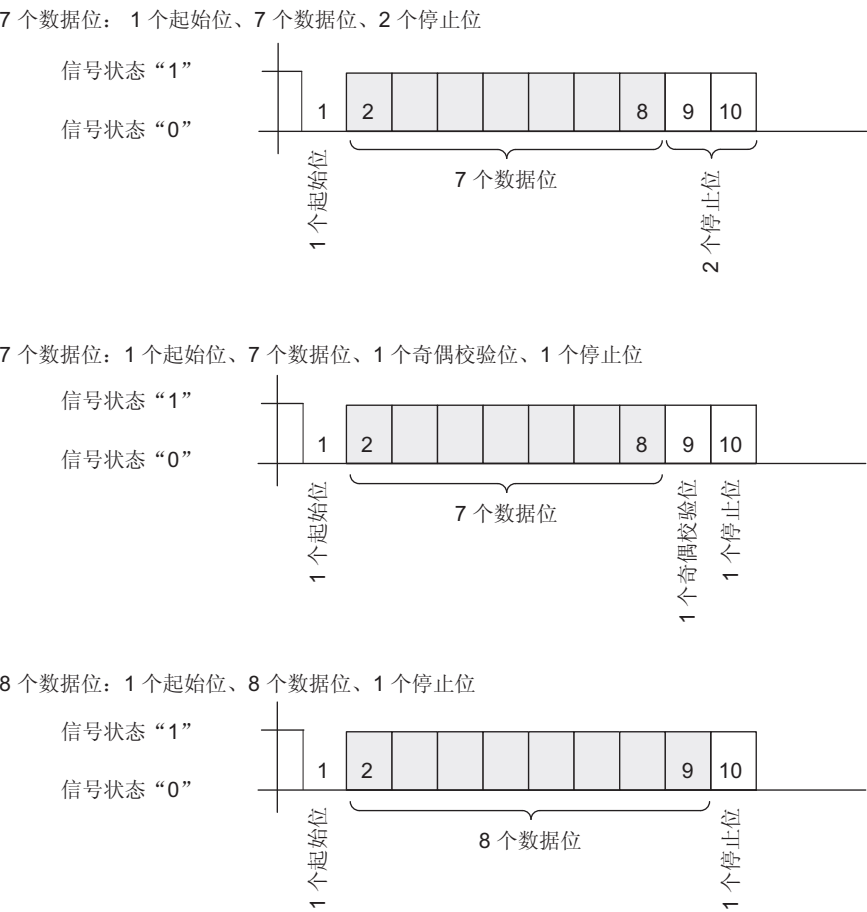 7 个数据位： 1 个起始位、7 个数据位、2 个停止位
信号状态“1”
信号状态“0”
1 2 8 9 10
1 个起始位
7 个数据位
2 个停止位
7 个数据位：1 个起始位、7 个数据位、1 个奇偶校验位、1 个停止位
信号状态“1”
信号状态“0”
1 2 8 9 10
1 个起始位
7 个数据位
1 个奇偶校验位
1 个停止位
8 个数据位：1 个起始位、8 个数据位、1 个停止位
信号状态“1”
信号状态“0”
1 2 9 10
1 个起始位
8 个数据位
1 个停止位